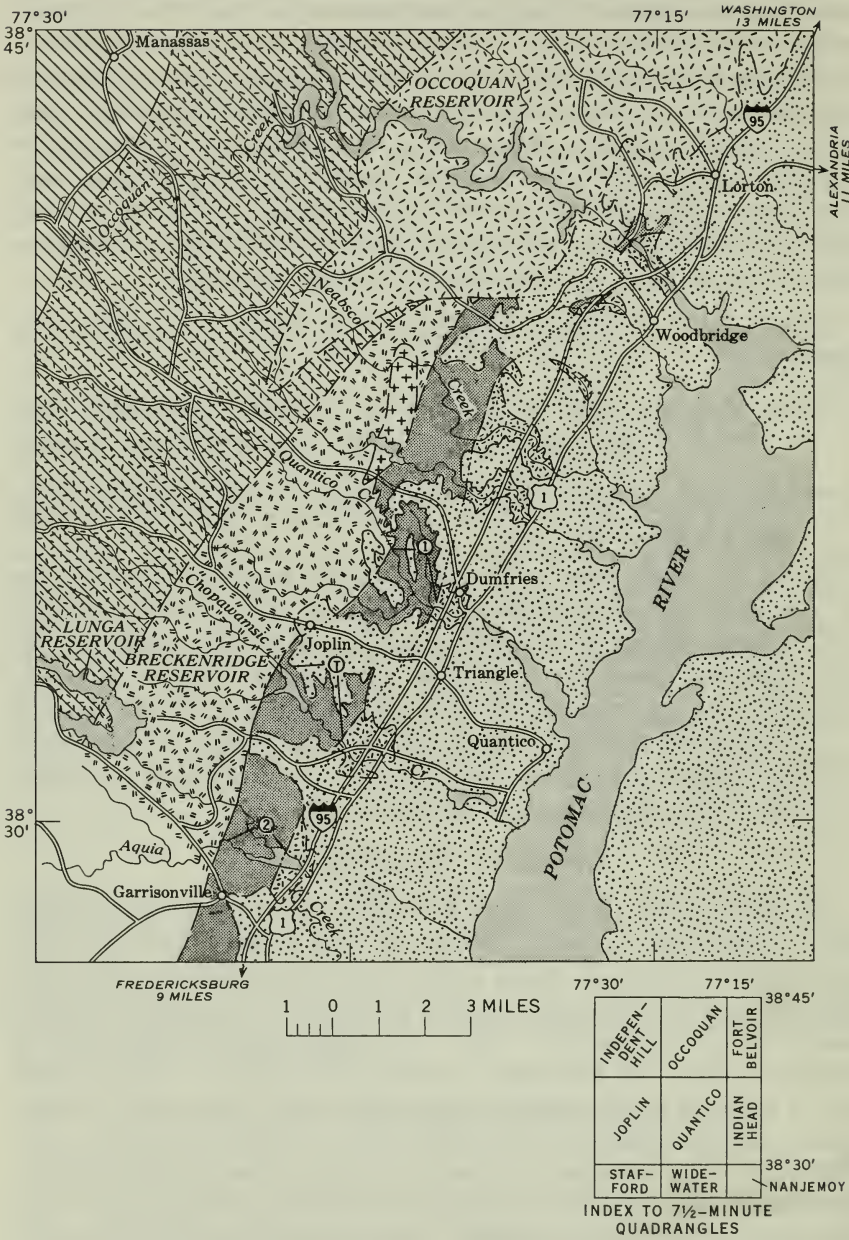 77°30'
77°15'
WASHINGTON
13 MILES
38°
45'
Manassas
OCCOQUAN
RESERVOIR
95
Creek
ALEXANDRIA
11 MILES
Lorton
Occoquan
Neabsco
Woodbridge
Creek
Quantico
Cr
1
1
Dumfries
RIVER
Chopawamsic
LUNGA
RESERVOIR
Joplin
BRECKENRIDGE
RESERVOIR
1
Triangle
Quantico
Cr
POTOMAC
38°
30'
95
2
Aquia
Garrisonville
1
Creek
FREDERICKSBURG
9 MILES
1 0 1 2 3 MILES
77°30' 77°15'
38°45'
INDEPEN-
DENT
HILL
OCCOQUAN
FORT
BELVOIR
JOPLIN
QUANTICO
INDIAN
HEAD
38°30'
STAF-
FORD
WIDE-
WATER
NANJEMOY
INDEX TO 7½-MINUTE
QUADRANGLES